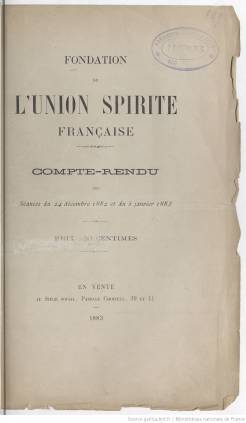 FONDATION
DE
L'UNION SPIRITE
FRANÇAISE
COMPTE-RENDU
DES
Séances du 24 décembre 1882 et du 5 janvier 1883
PRIX : CENTIMES
EN VENTE
AU SIÈGE SOCIAL, PASSAGE CHOISEUL, 39 ET 41
1883
Source gallica.bnf.fr / Bibliothèque nationale de France